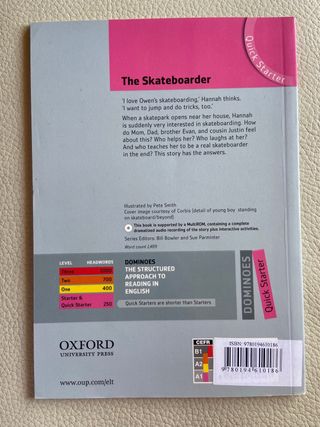 Quick Starter
The Skateboarder
'I love Owen's skateboarding,' Hannah thinks.
'I want to jump and do tricks, too.'
When a skatepark opens near her house, Hannah
is suddenly very interested in skateboarding. How
do Mom, Dad, brother Evan, and cousin Justin feel
about this? Who helps her? Who laughs at her?
And who teaches her to be a real skateboarder
in the end? This story has the answers.
Illustrated by Pete Smith
Cover image courtesy of Corbis (detail of young boy standing
on skateboard/beyond)
This book is supported by a MultiROM, containing a complete
dramatized audio recording of the story plus interactive activities.
Series Editors: Bill Bowler and Sue Parminter
Word count 1,489
LEVEL HEADWORDS
Three 1000
Two 700
One 400
Starter &
Quick Starter 250
DOMINOES
THE STRUCTURED
APPROACH TO
READING IN
ENGLISH
Quick Starters are shorter than Starters
DOMINOES
Quick Starter
OXFORD
UNIVERSITY PRESS
www.oup.com/elt
CEFR
B1
A2
A1
ISBN 9780194610186
9780194610186